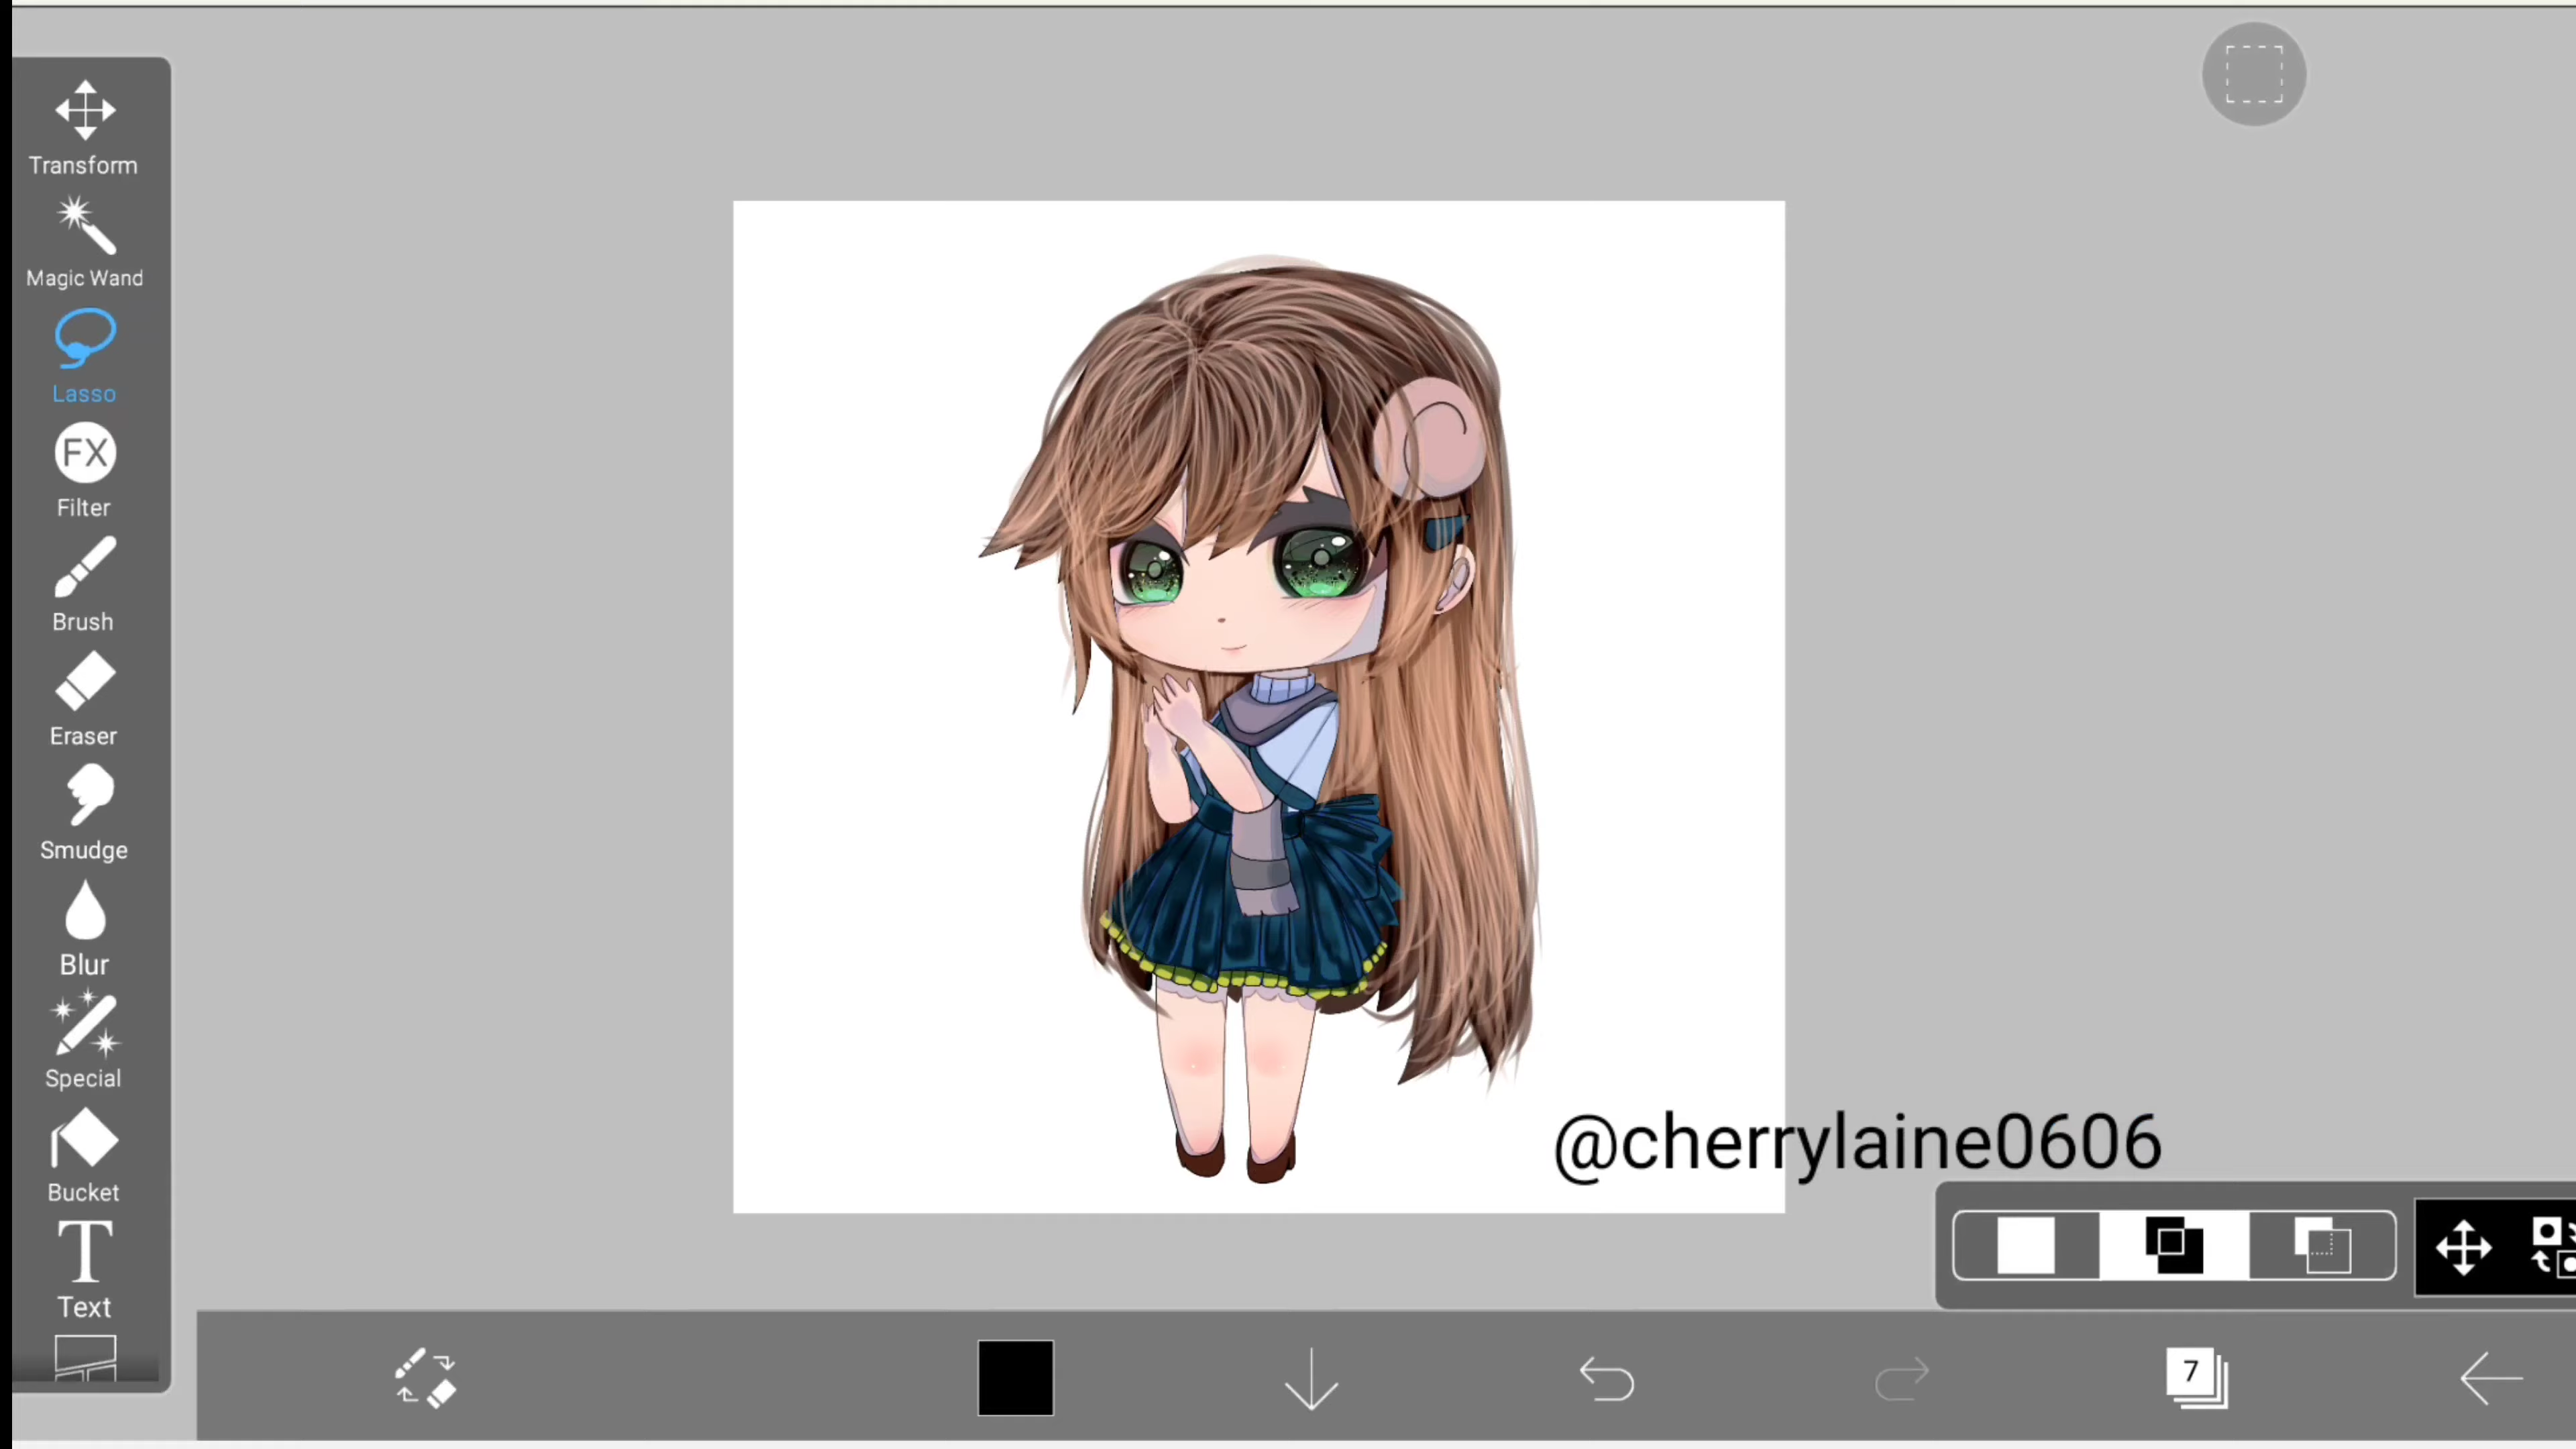 Transform
Magic Wand
Lasso
FX
Filter
Brush
Eraser
Smudge
Blur
Special
Bucket
T
Text
@cherrylaine0606
7